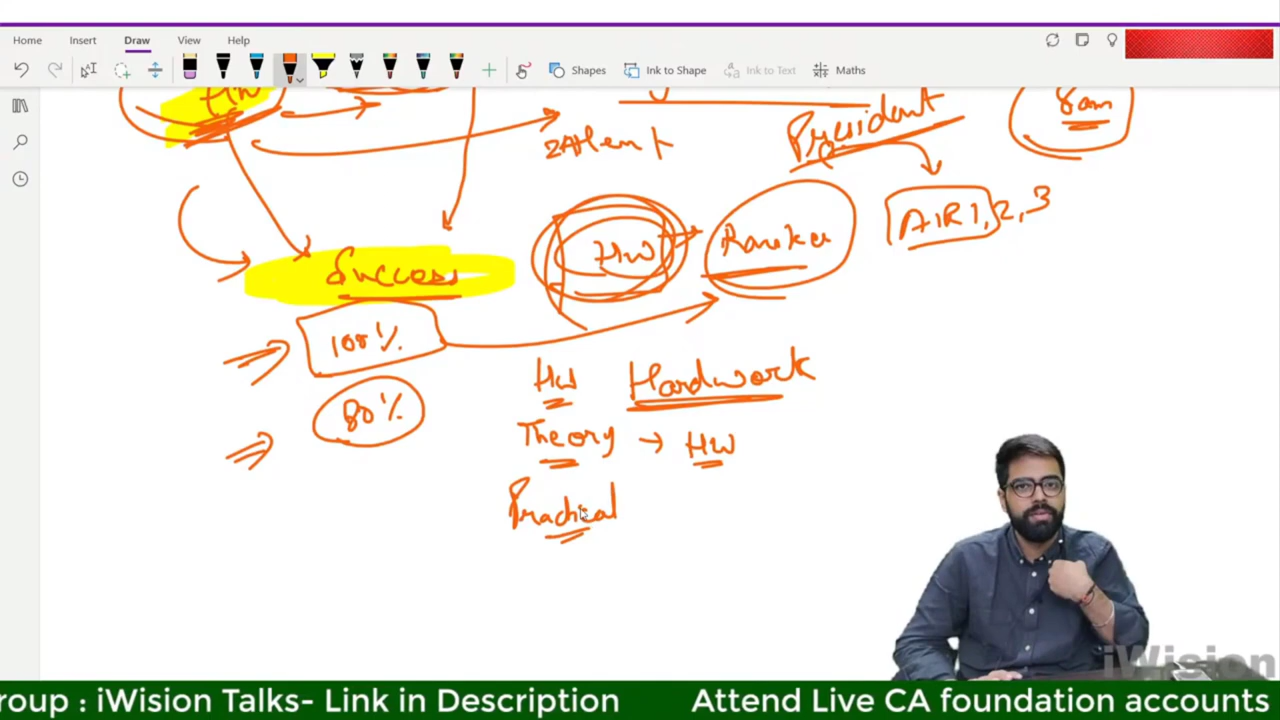 Home Insert Draw View Help
Shapes Ink to Shape Ink to Text Maths
HW
President
8am
2Attempt
AIR 1, 2, 3
HW → Ranker
Success
100%
HW Hardwork
80%
Theory → HW
Practical
iWision
roup : iWision Talks- Link in Description Attend Live CA foundation accounts